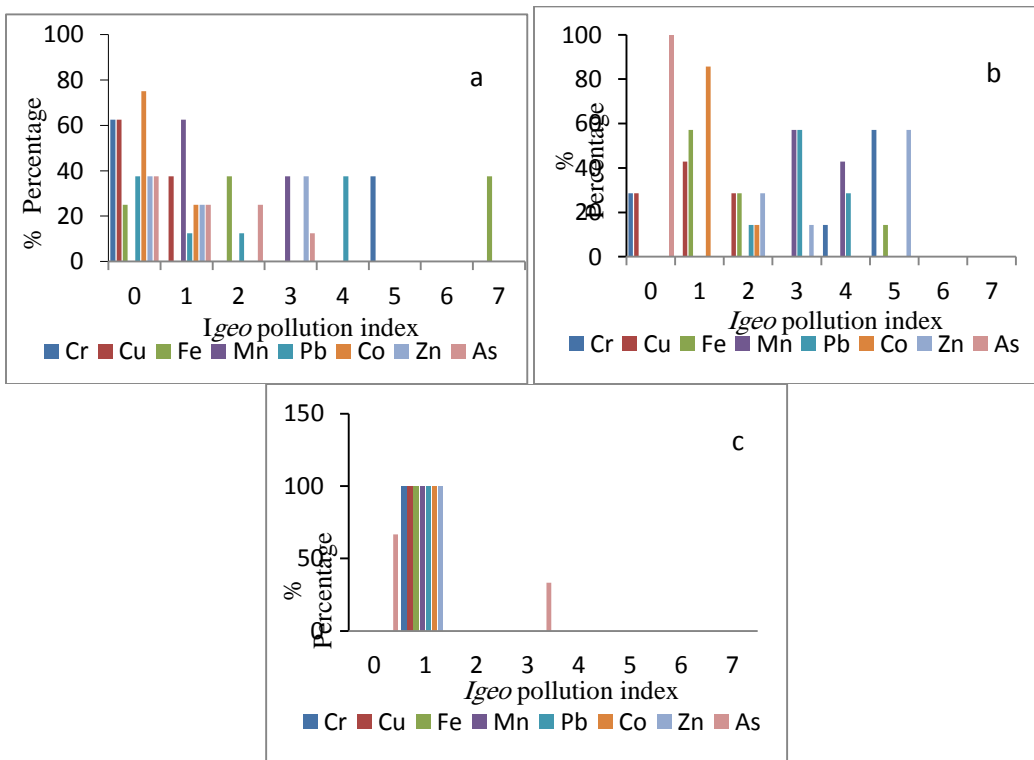 a
100
80
60
40
20
0
% Percentage
0 1 2 3 4 5 6 7
Igeo pollution index
Cr Cu Fe Mn Pb Co Zn As
b
100
80
60
40
20
0
%
Percentage
0 1 2 3 4 5 6 7
Igeo pollution index
Cr Cu Fe Mn Pb Co Zn As
c
150
100
50
0
%
Percentage
0 1 2 3 4 5 6 7
Igeo pollution index
Cr Cu Fe Mn Pb Co Zn As